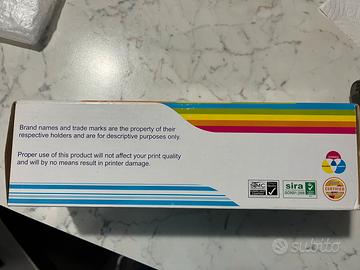 Brand names and trade marks are the property of their
respective holders and are for descriptive purposes only.
Proper use of this product will not affect your print quality
and will by no means result in printer damage.
sira
CERTIFIED
subito